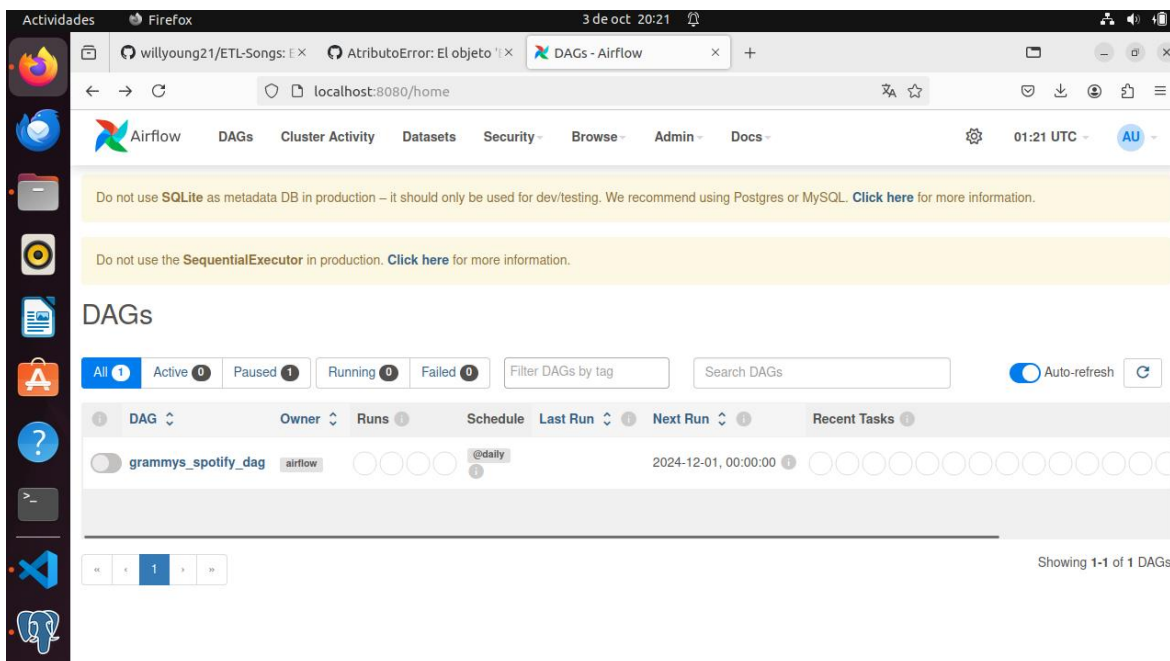 Actividades Firefox 3 de oct 20:21
willyoung21/ETL-Songs: E AtributoError: El objeto 'E DAGs - Airflow
localhost:8080/home
Airflow DAGs Cluster Activity Datasets Security Browse Admin Docs 01:21 UTC AU
Do not use SQLite as metadata DB in production – it should only be used for dev/testing. We recommend using Postgres or MySQL. Click here for more information.
Do not use the SequentialExecutor in production. Click here for more information.
DAGs
All 1 Active 0 Paused 1 Running 0 Failed 0 Filter DAGs by tag Search DAGs Auto-refresh
DAG Owner Runs Schedule Last Run Next Run Recent Tasks
grammys_spotify_dag airflow @daily 2024-12-01, 00:00:00
« ‹ 1 › » Showing 1-1 of 1 DAGs